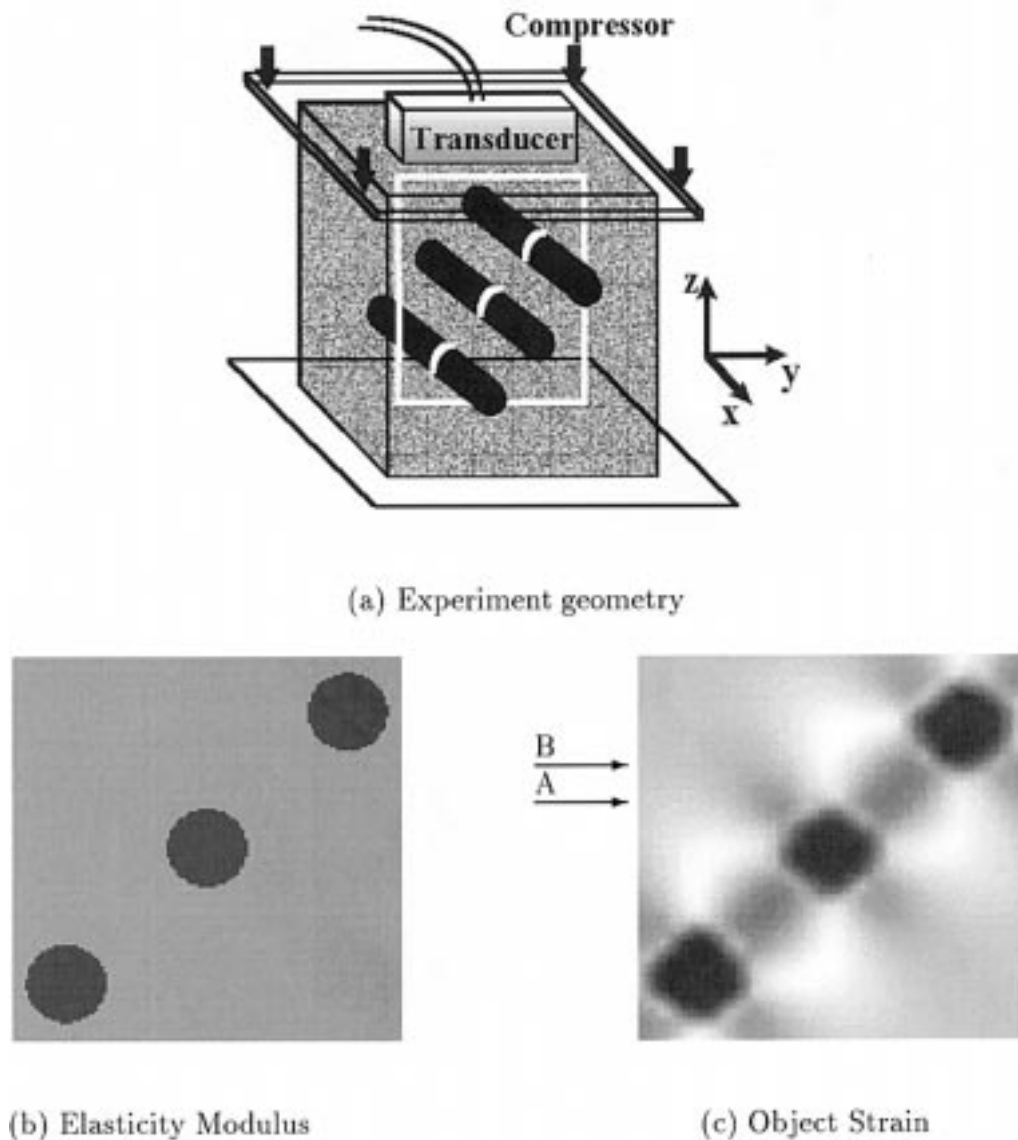 Compressor
Transducer
z
y
x
(a) Experiment geometry
B
A
(b) Elasticity Modulus
(c) Object Strain